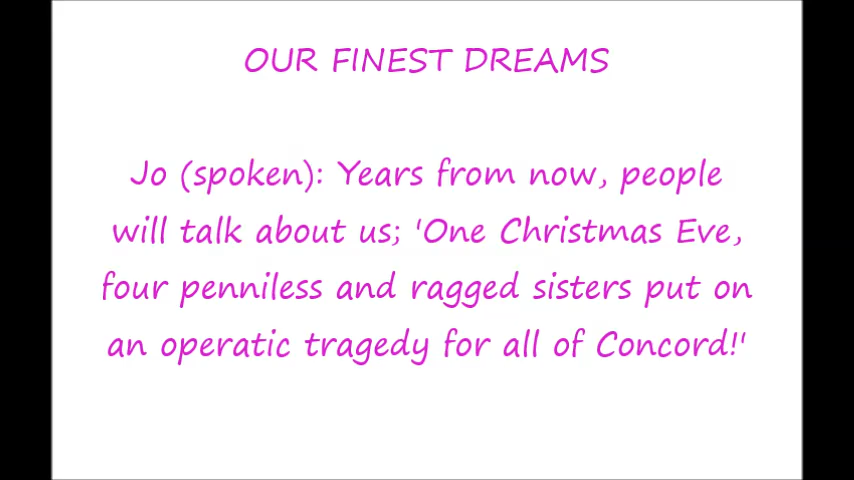 OUR FINEST DREAMS
Jo (spoken): Years from now, people
will talk about us; 'One Christmas Eve,
four penniless and ragged sisters put on
an operatic tragedy for all of Concord!'